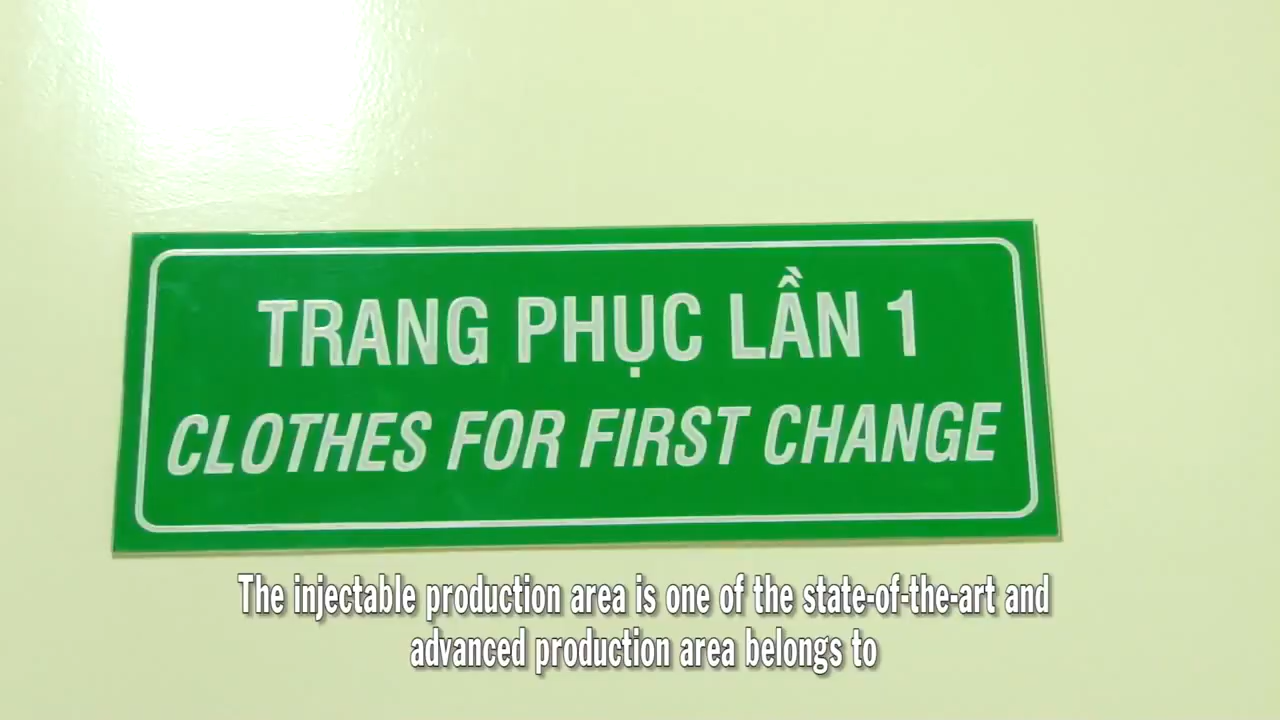 TRANG PHỤC LẦN 1
CLOTHES FOR FIRST CHANGE
The injectable production area is one of the state-of-the-art and
advanced production area belongs to